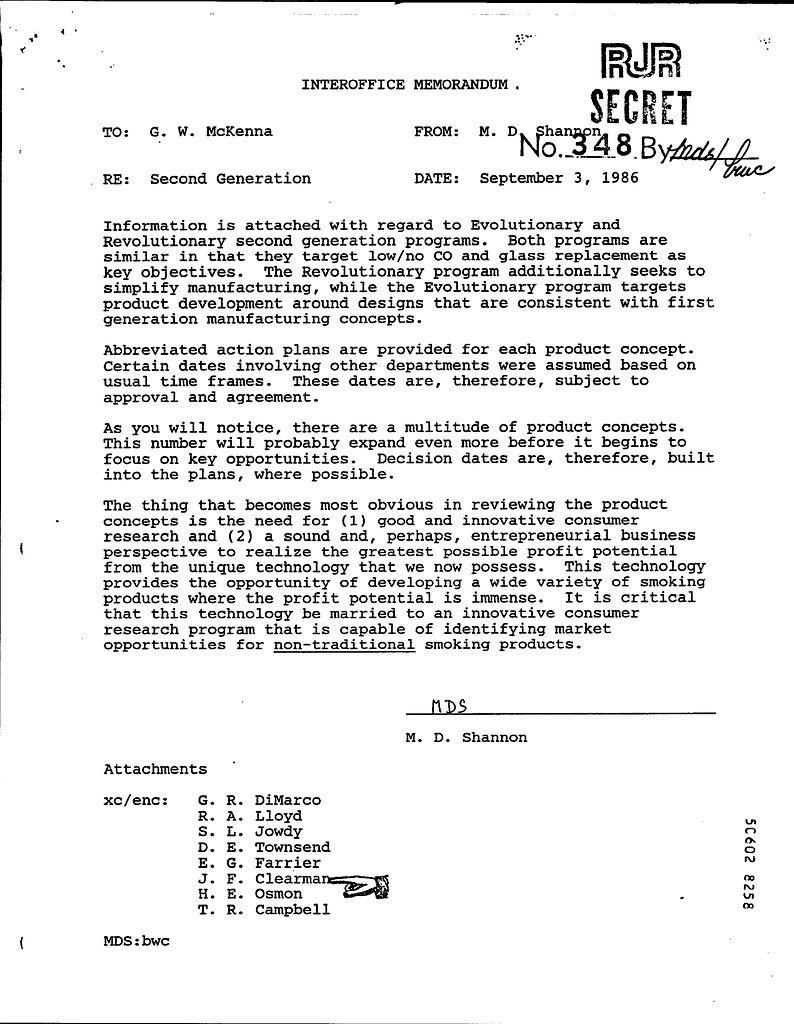 RJR
INTEROFFICE MEMORANDUM .
SECRET
TO: G. W. McKenna FROM: M. D. Shannon
No. 348 By mds/bwc
RE: Second Generation DATE: September 3, 1986
Information is attached with regard to Evolutionary and
Revolutionary second generation programs. Both programs are
similar in that they target low/no CO and glass replacement as
key objectives. The Revolutionary program additionally seeks to
simplify manufacturing, while the Evolutionary program targets
product development around designs that are consistent with first
generation manufacturing concepts.
Abbreviated action plans are provided for each product concept.
Certain dates involving other departments were assumed based on
usual time frames. These dates are, therefore, subject to
approval and agreement.
As you will notice, there are a multitude of product concepts.
This number will probably expand even more before it begins to
focus on key opportunities. Decision dates are, therefore, built
into the plans, where possible.
The thing that becomes most obvious in reviewing the product
concepts is the need for (1) good and innovative consumer
research and (2) a sound and, perhaps, entrepreneurial business
perspective to realize the greatest possible profit potential
from the unique technology that we now possess. This technology
provides the opportunity of developing a wide variety of smoking
products where the profit potential is immense. It is critical
that this technology be married to an innovative consumer
research program that is capable of identifying market
opportunities for non-traditional smoking products.
MDS
M. D. Shannon
Attachments
xc/enc: G. R. DiMarco
R. A. Lloyd
S. L. Jowdy
D. E. Townsend
E. G. Farrier
J. F. Clearman
H. E. Osmon
T. R. Campbell
MDS:bwc
50602 8258